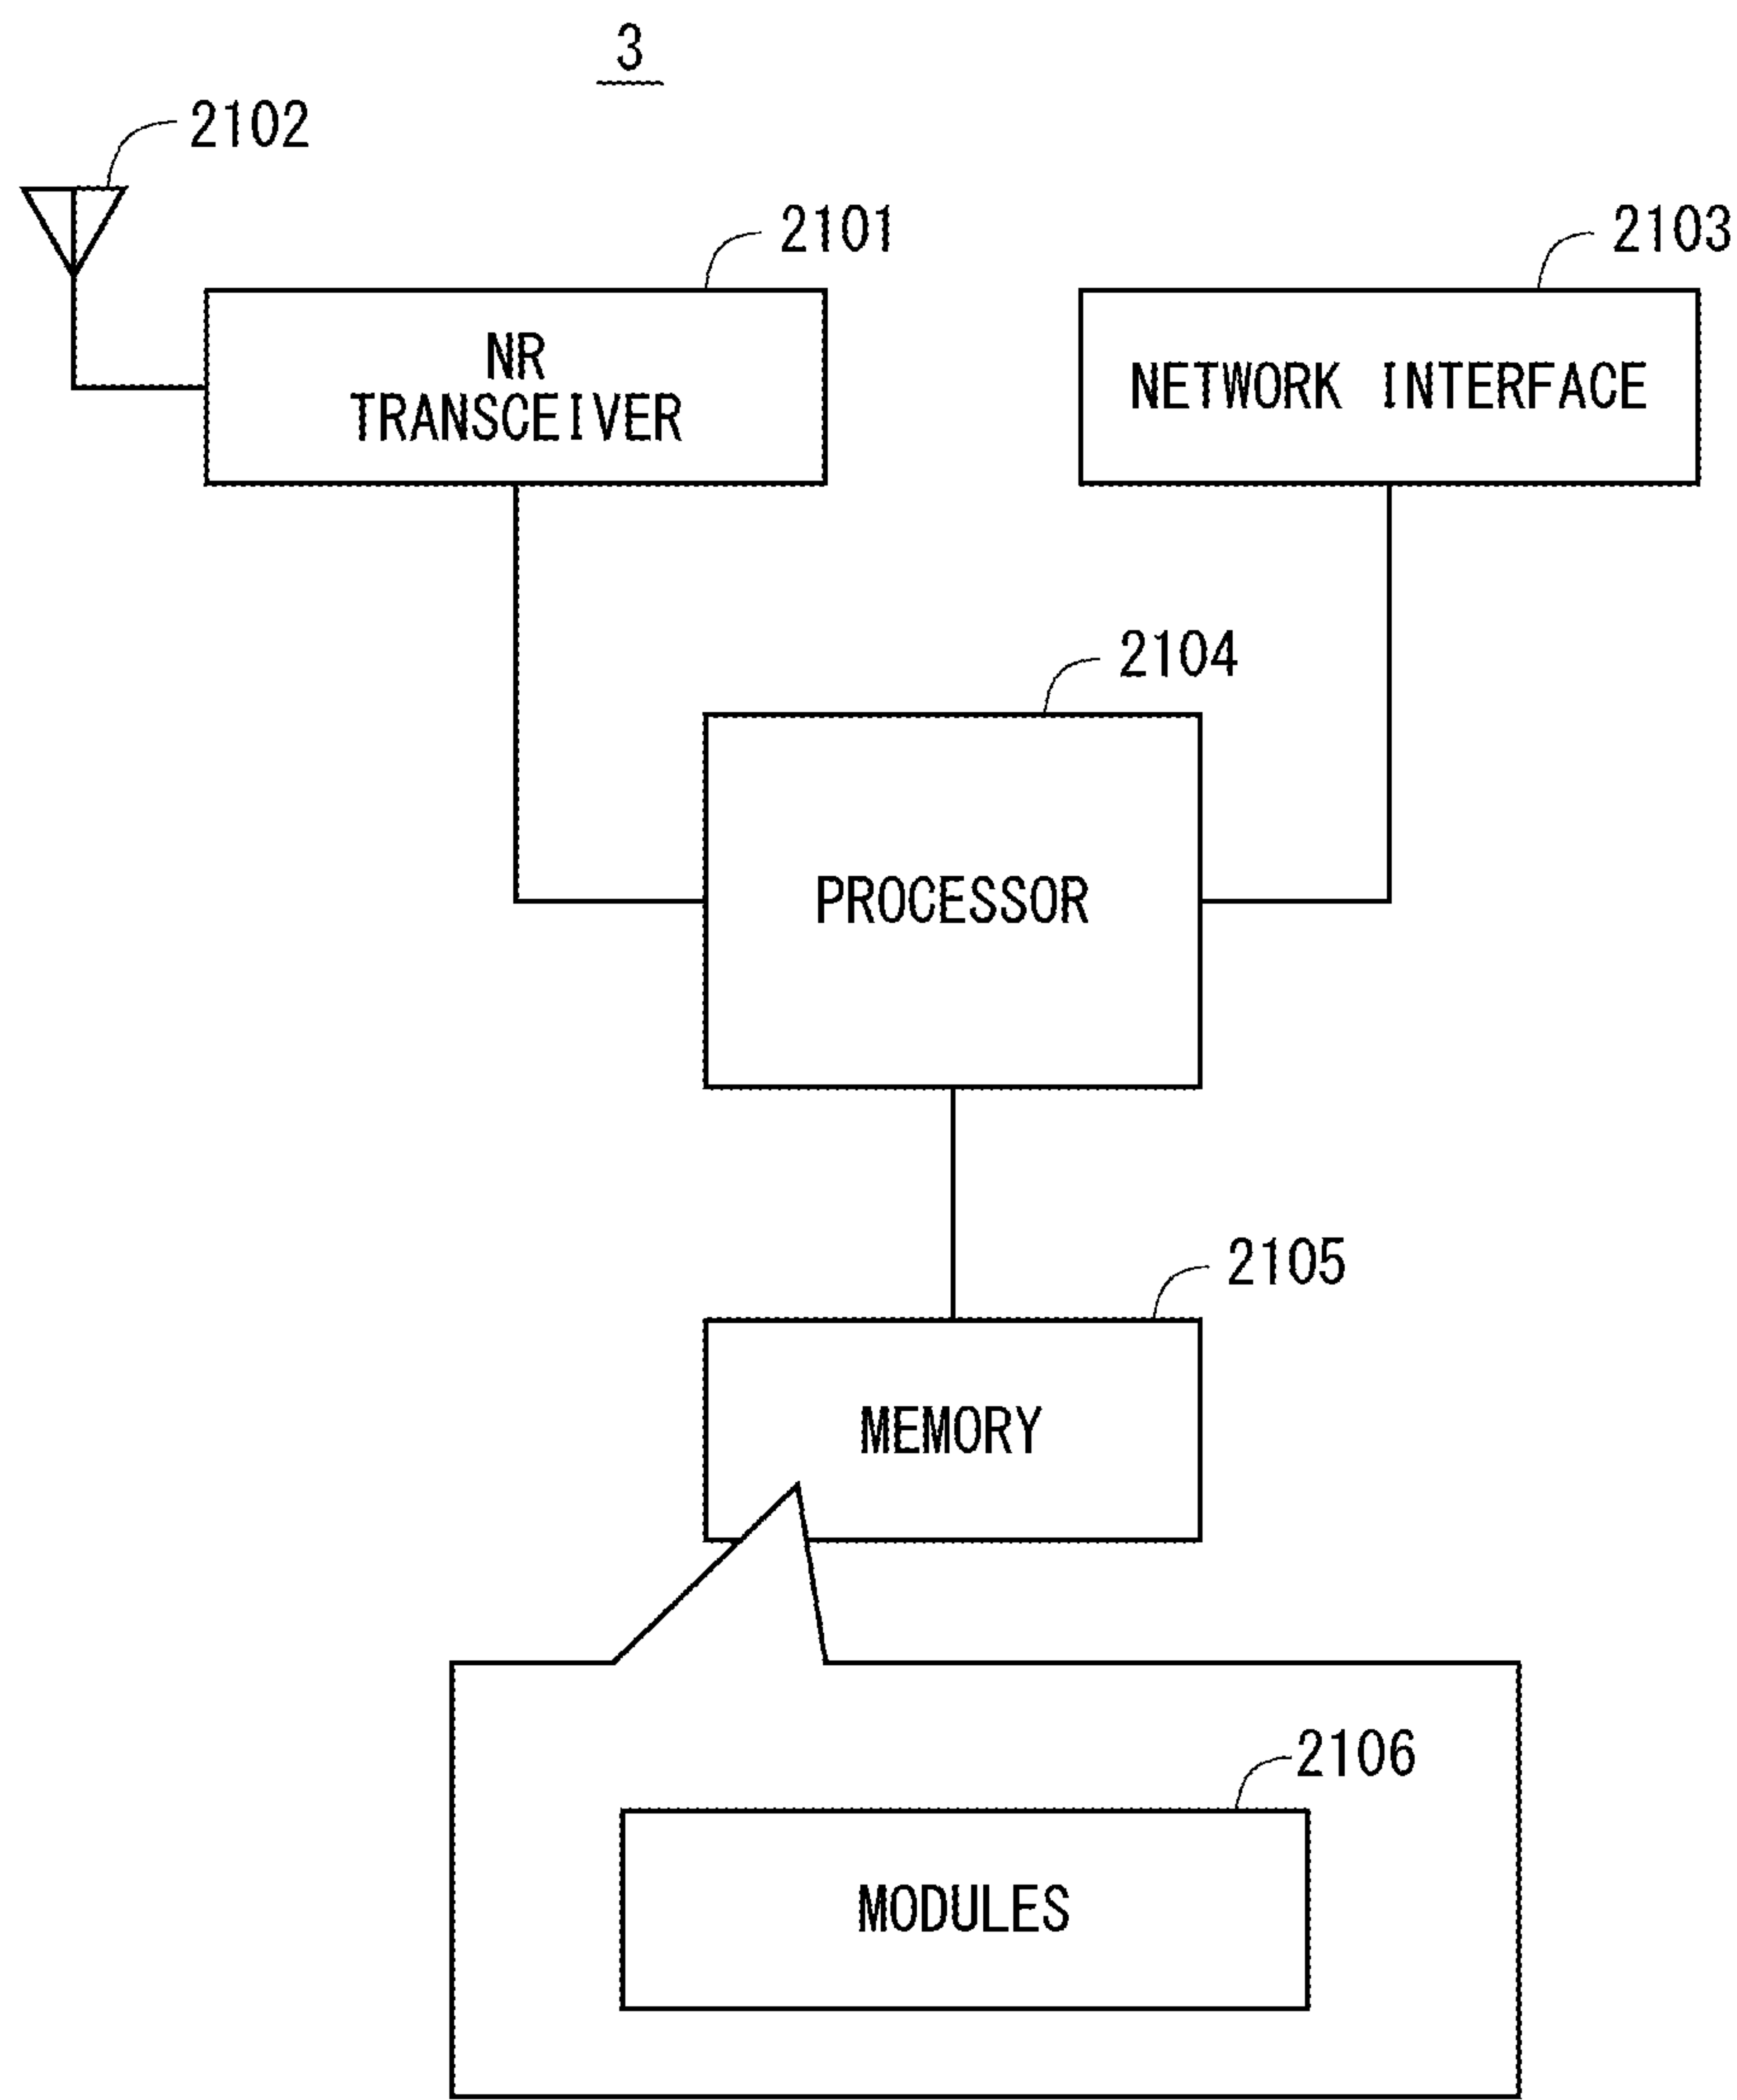 3
2102
2101
2103
NR
TRANSCEIVER
NETWORK INTERFACE
2104
PROCESSOR
2105
MEMORY
2106
MODULES